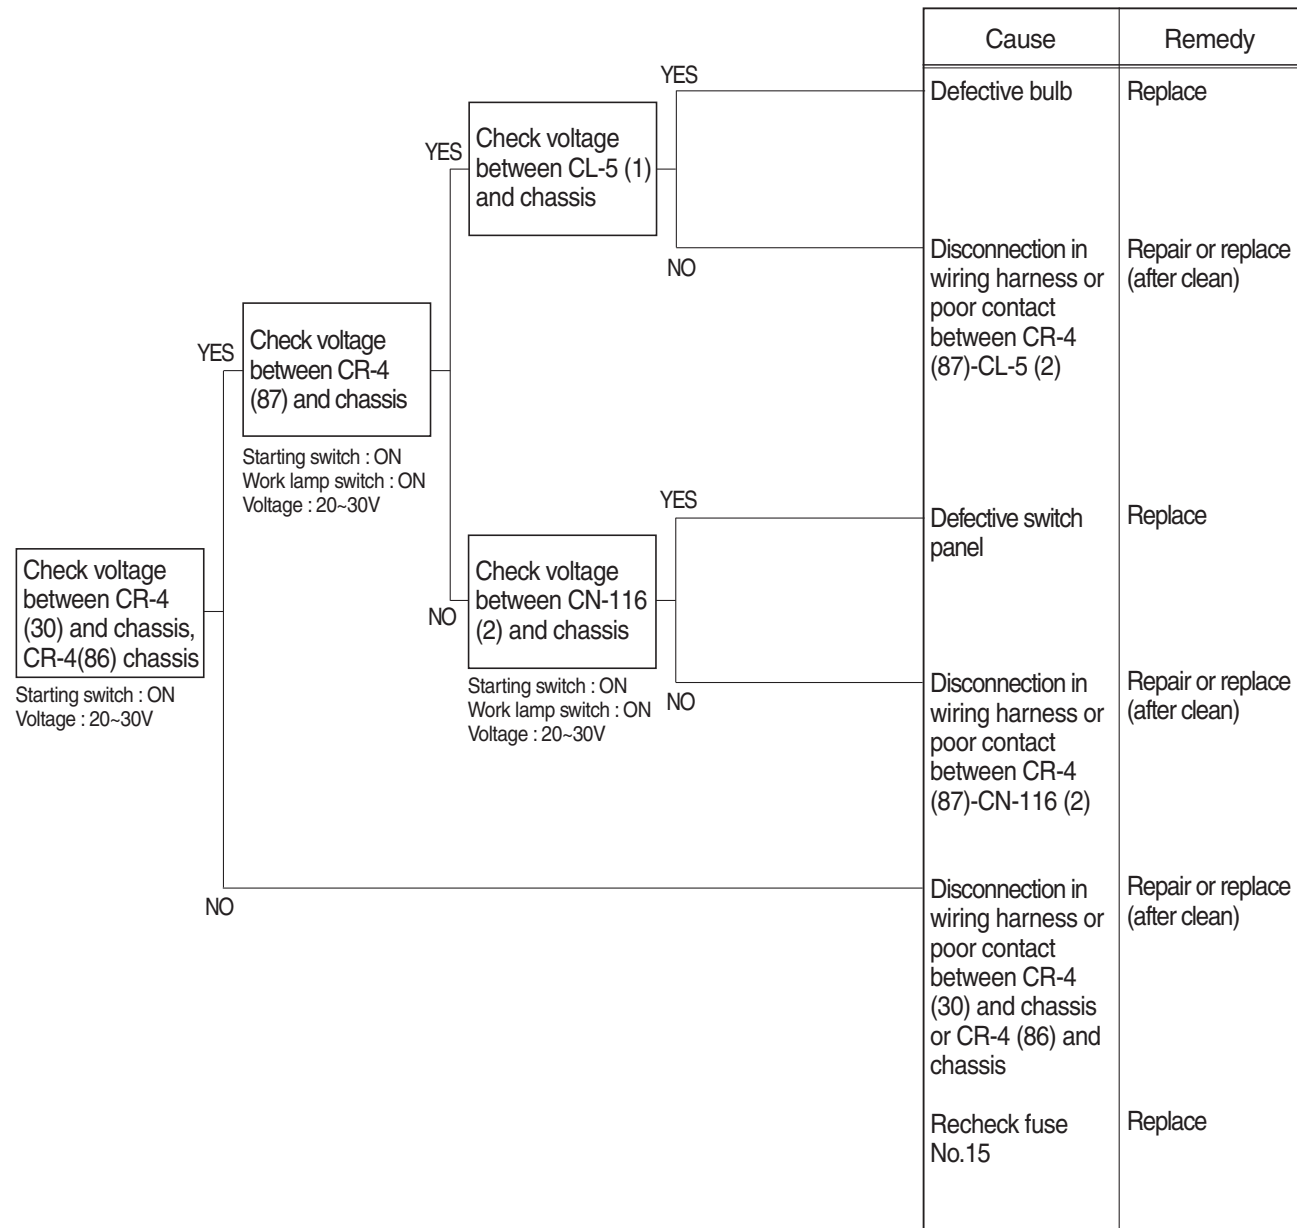 Cause
Remedy
YES
Defective bulb
Replace
YES
Check voltage
between CL-5 (1)
and chassis
NO
Disconnection in
wiring harness or
poor contact
between CR-4
(87)-CL-5 (2)
Repair or replace
(after clean)
YES
Check voltage
between CR-4
(87) and chassis
Starting switch : ON
Work lamp switch : ON
Voltage : 20~30V
YES
Defective switch
panel
Replace
Check voltage
between CR-4
(30) and chassis,
CR-4(86) chassis
Starting switch : ON
Voltage : 20~30V
NO
Check voltage
between CN-116
(2) and chassis
Starting switch : ON
Work lamp switch : ON
Voltage : 20~30V
NO
Disconnection in
wiring harness or
poor contact
between CR-4
(87)-CN-116 (2)
Repair or replace
(after clean)
NO
Disconnection in
wiring harness or
poor contact
between CR-4
(30) and chassis
or CR-4 (86) and
chassis
Repair or replace
(after clean)
Recheck fuse
No.15
Replace